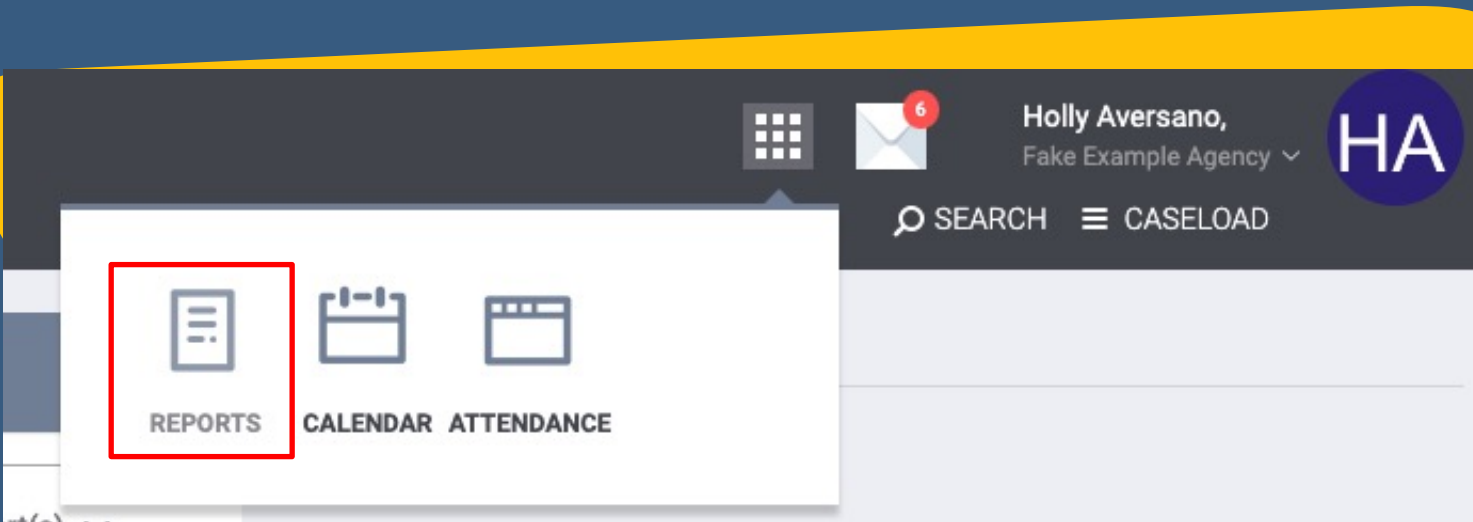 6
Holly Aversano,
Fake Example Agency
HA
SEARCH
CASELOAD
REPORTS
CALENDAR
ATTENDANCE